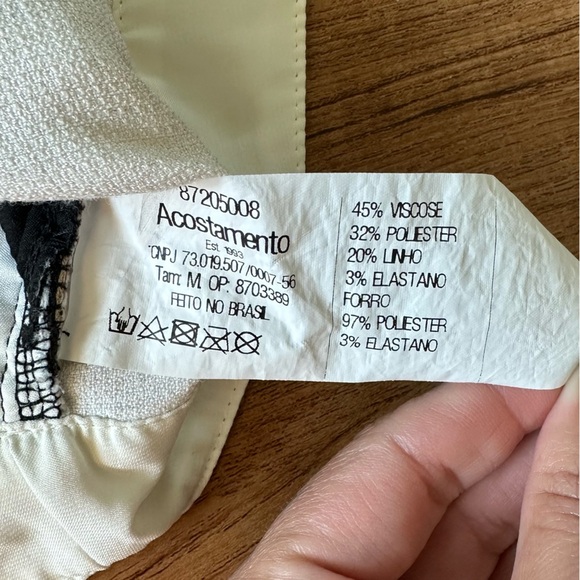 87205008
Acostamento
Est. 1993
CNPJ 73.019.507/0007-56
Tam: M OP: 8703389
FEITO NO BRASIL
45% VISCOSE
32% POLIESTER
20% LINHO
3% ELASTANO
FORRO
97% POLIESTER
3% ELASTANO